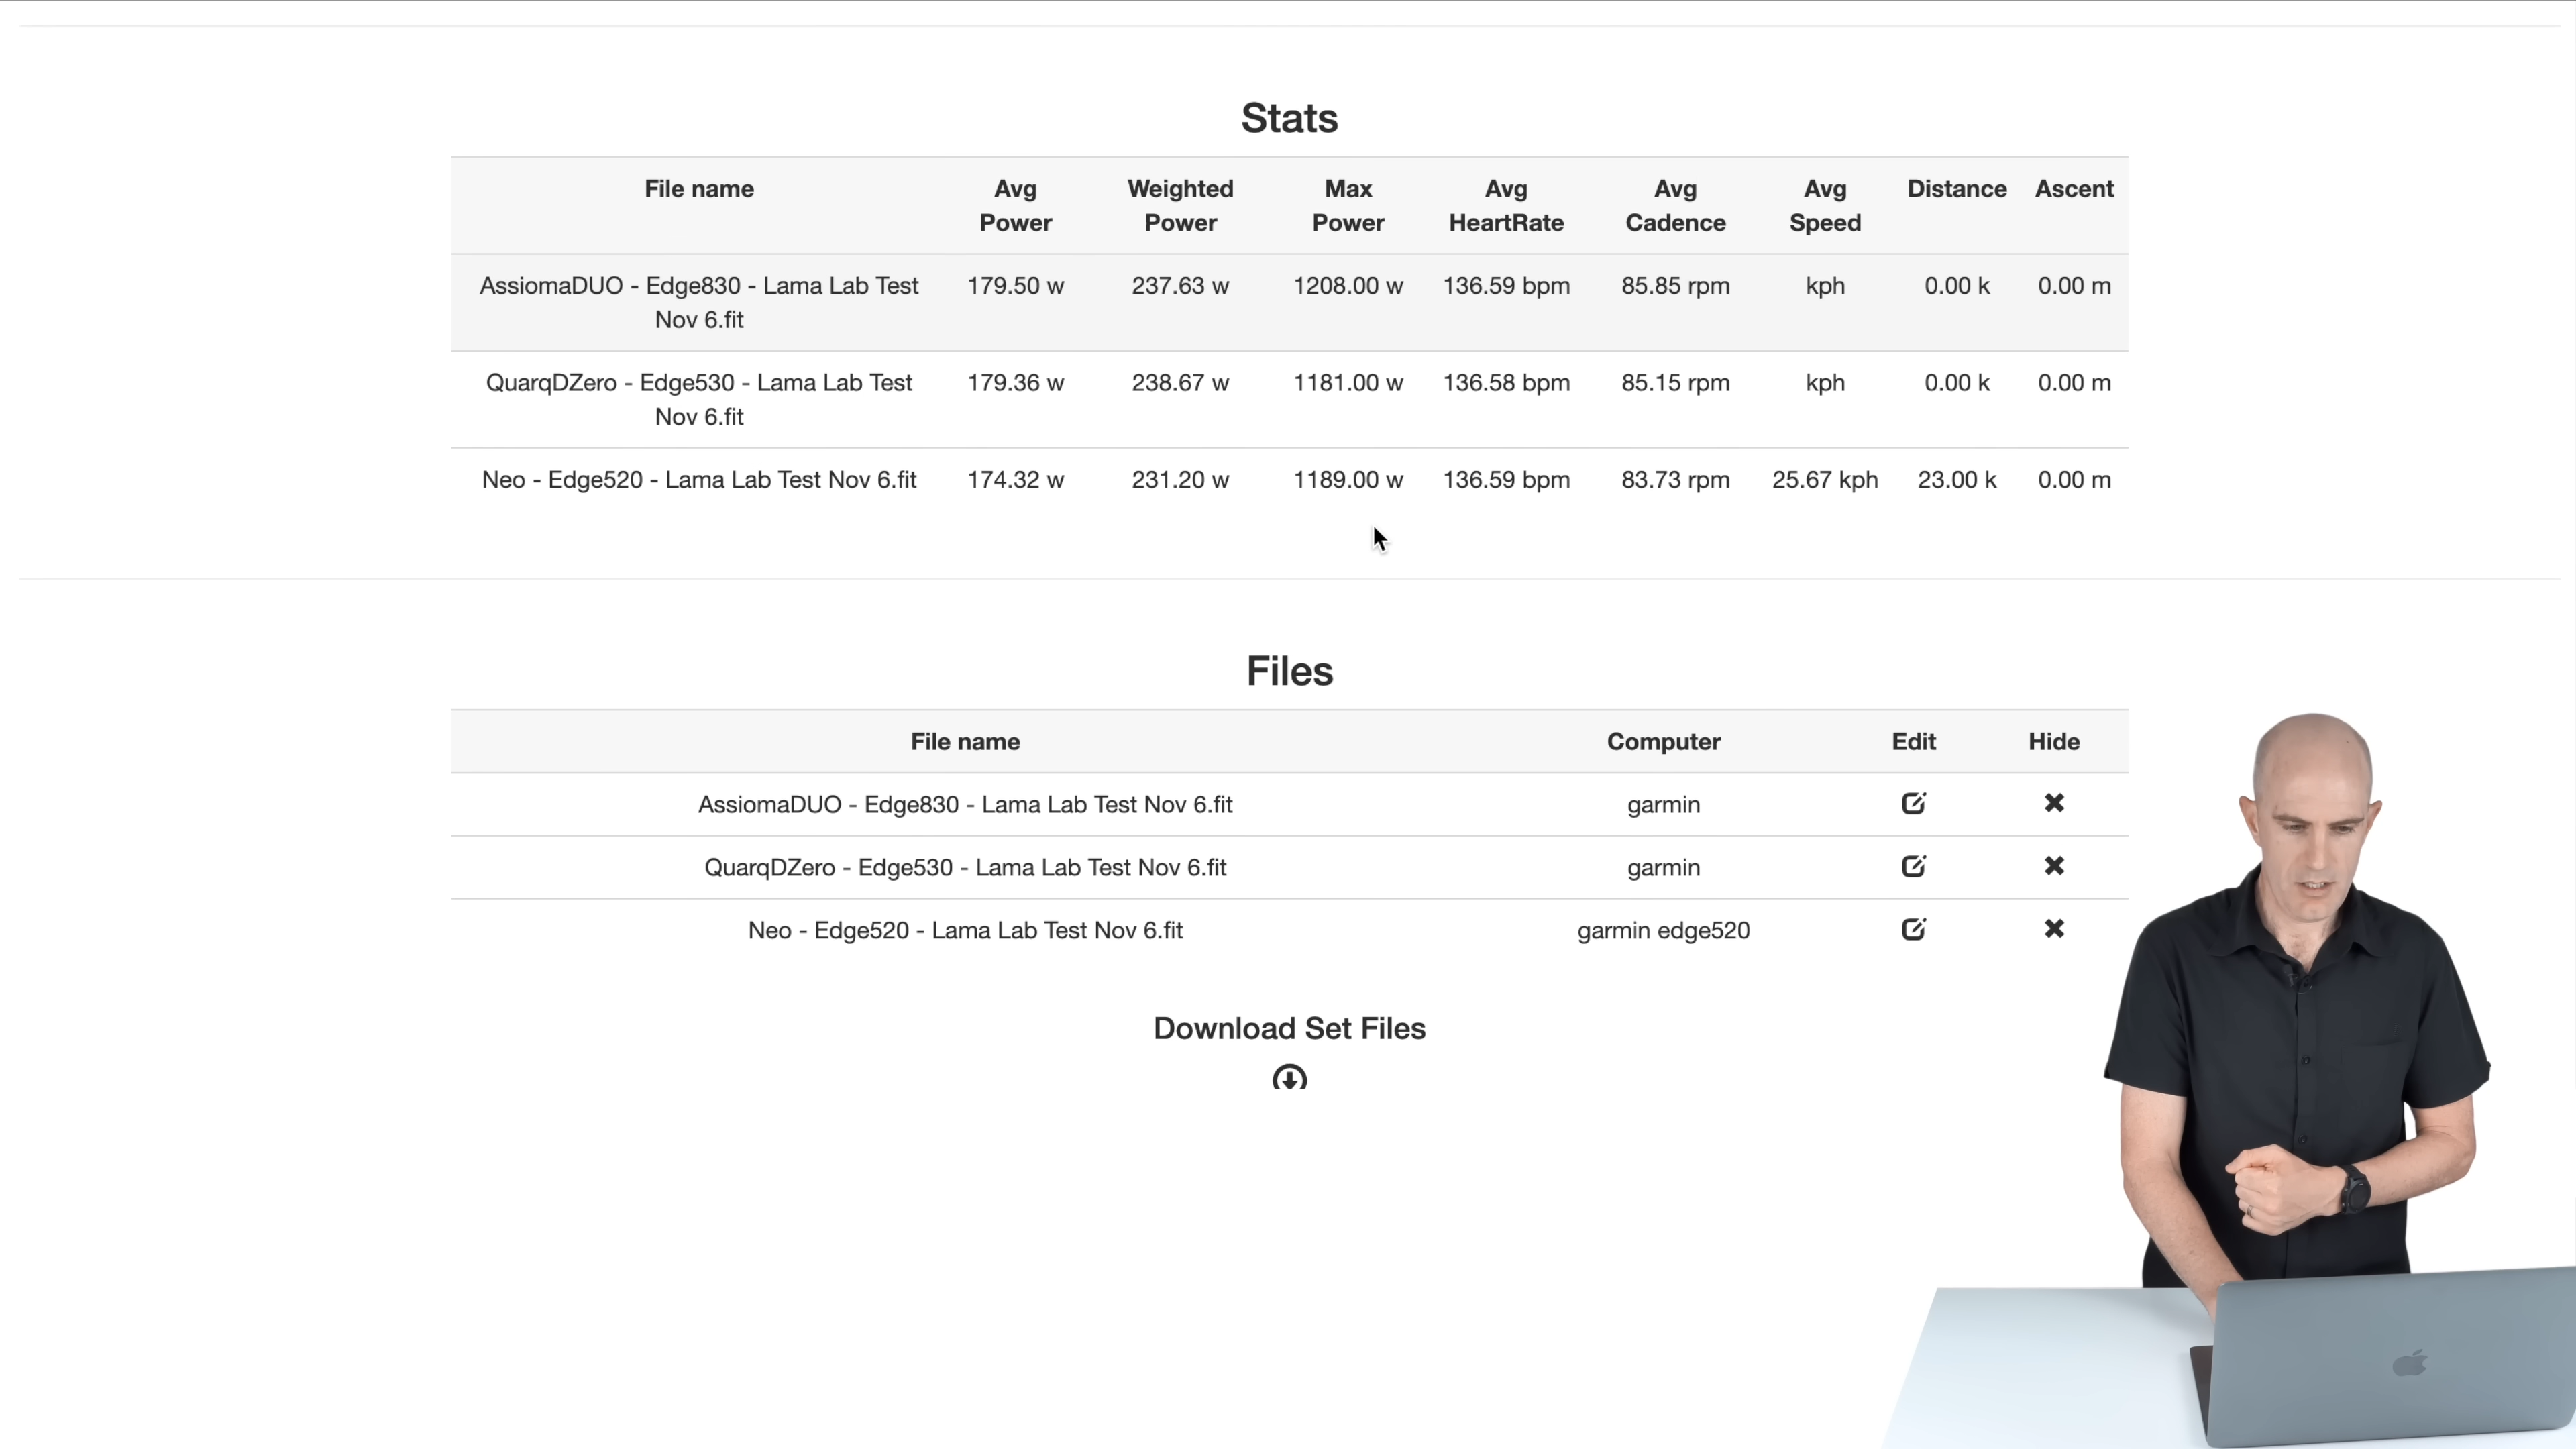 Stats
File name Avg Power Weighted Power Max Power Avg HeartRate Avg Cadence Avg Speed Distance Ascent
AssiomaDUO - Edge830 - Lama Lab Test Nov 6.fit 179.50 w 237.63 w 1208.00 w 136.59 bpm 85.85 rpm kph 0.00 k 0.00 m
QuarqDZero - Edge530 - Lama Lab Test Nov 6.fit 179.36 w 238.67 w 1181.00 w 136.58 bpm 85.15 rpm kph 0.00 k 0.00 m
Neo - Edge520 - Lama Lab Test Nov 6.fit 174.32 w 231.20 w 1189.00 w 136.59 bpm 83.73 rpm 25.67 kph 23.00 k 0.00 m
Files
File name Computer Edit Hide
AssiomaDUO - Edge830 - Lama Lab Test Nov 6.fit garmin
QuarqDZero - Edge530 - Lama Lab Test Nov 6.fit garmin
Neo - Edge520 - Lama Lab Test Nov 6.fit garmin edge520
Download Set Files